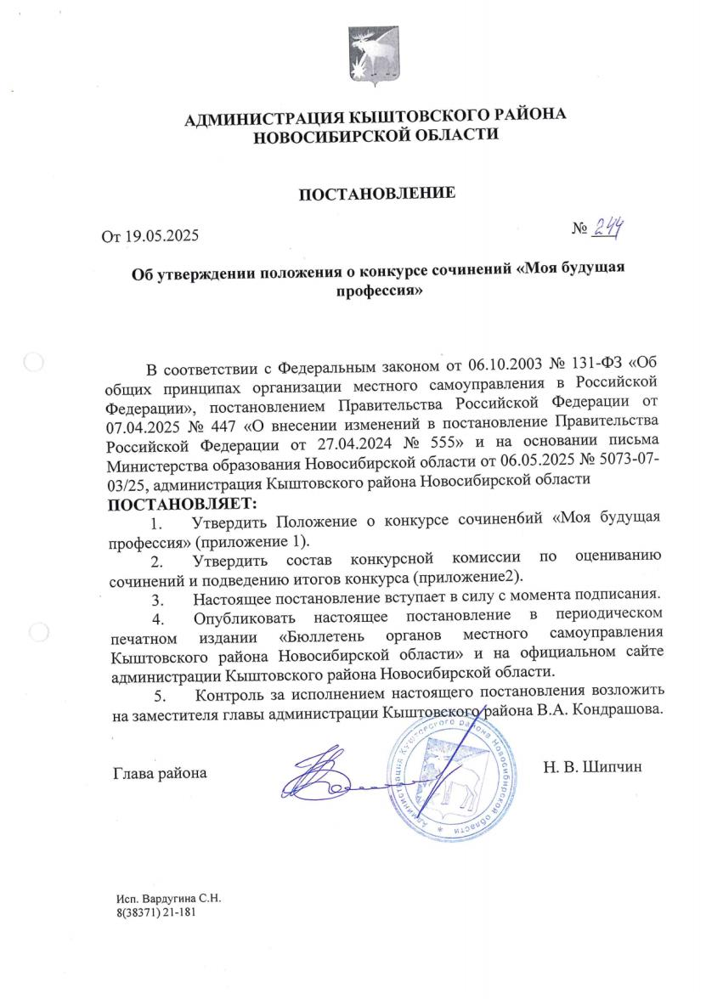 АДМИНИСТРАЦИЯ КЫШТОВСКОГО РАЙОНА
НОВОСИБИРСКОЙ ОБЛАСТИ
ПОСТАНОВЛЕНИЕ
От 19.05.2025
№ 244
Об утверждении положения о конкурсе сочинений «Моя будущая
профессия»
В соответствии с Федеральным законом от 06.10.2003 № 131-ФЗ «Об
общих принципах организации местного самоуправления в Российской
Федерации», постановлением Правительства Российской Федерации от
07.04.2025 № 447 «О внесении изменений в постановление Правительства
Российской Федерации от 27.04.2024 № 555» и на основании письма
Министерства образования Новосибирской области от 06.05.2025 № 5073-07-
03/25, администрация Кыштовского района Новосибирской области
ПОСТАНОВЛЯЕТ:
1. Утвердить Положение о конкурсе сочинен6ий «Моя будущая
профессия» (приложение 1).
2. Утвердить состав конкурсной комиссии по оцениванию
сочинений и подведению итогов конкурса (приложение2).
3. Настоящее постановление вступает в силу с момента подписания.
4. Опубликовать настоящее постановление в периодическом
печатном издании «Бюллетень органов местного самоуправления
Кыштовского района Новосибирской области» и на официальном сайте
администрации Кыштовского района Новосибирской области.
5. Контроль за исполнением настоящего постановления возложить
на заместителя главы администрации Кыштовского района В.А. Кондрашова.
Администрация Кыштовского района Новосибирской области *
Глава района
Н. В. Шипчин
Исп. Вардугина С.Н.
8(38371) 21-181